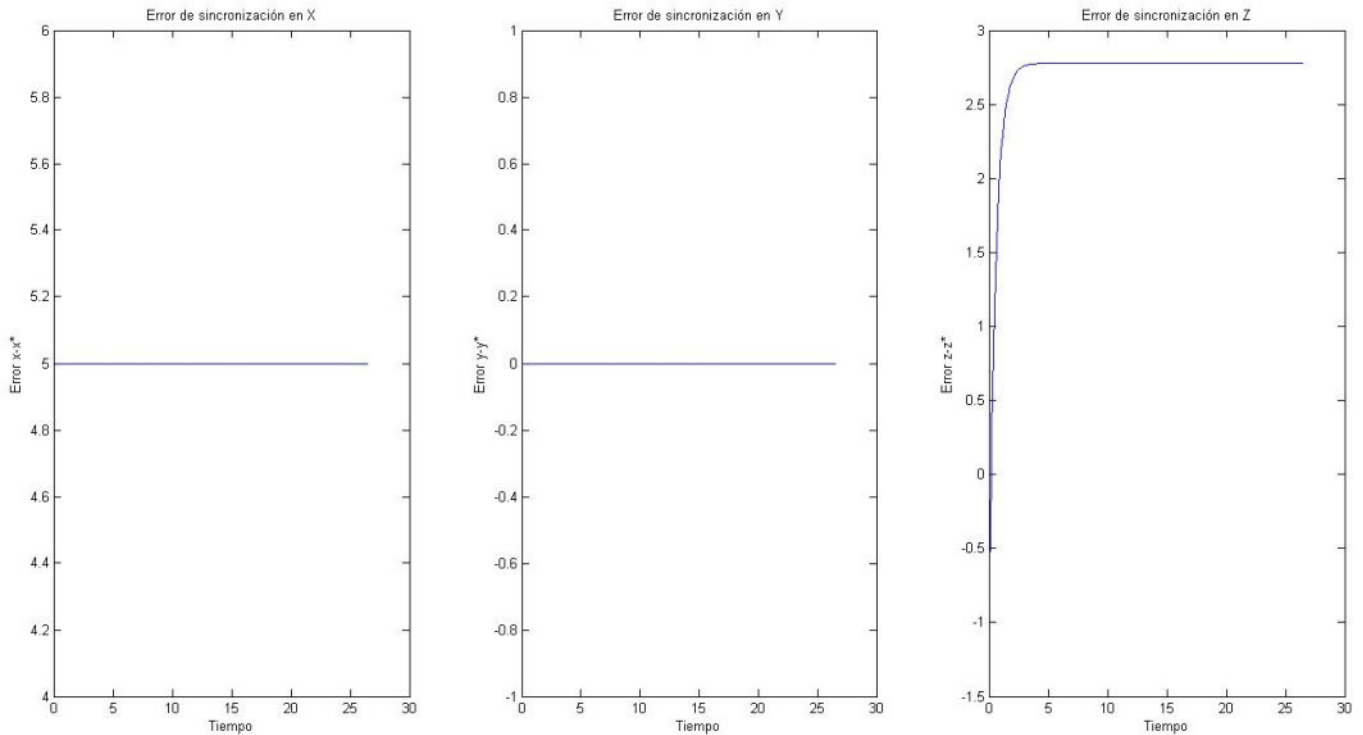 Error de sincronización en X
6
5.8
5.6
5.4
5.2
5
4.8
4.6
4.4
4.2
4
Error x-x*
0 5 10 15 20 25 30
Tiempo
Error de sincronización en Y
1
0.8
0.6
0.4
0.2
0
-0.2
-0.4
-0.6
-0.8
-1
Error y-y*
0 5 10 15 20 25 30
Tiempo
Error de sincronización en Z
3
2.5
2
1.5
1
0.5
0
-0.5
-1
-1.5
Error z-z*
0 5 10 15 20 25 30
Tiempo